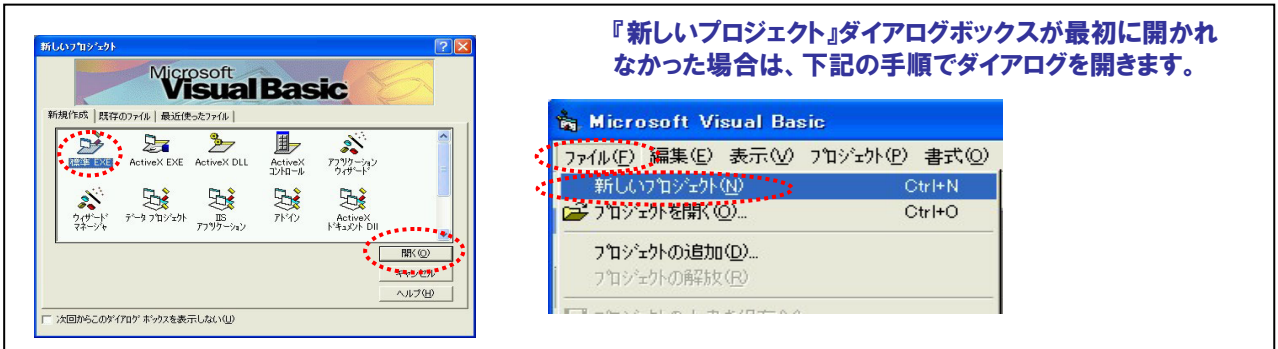 新しいプロジェクト
Microsoft
Visual Basic
新規作成 既存のファイル 最近使ったファイル
標準 EXE
ActiveX EXE
ActiveX DLL
ActiveX
コントロール
アプリケーション
ウィザード
ウィザード
マネージャ
データ プロジェクト
IIS
アプリケーション
アドイン
ActiveX
ドキュメント Dll
開く(O)
キャンセル
ヘルプ(H)
次回からこのダイアログ ボックスを表示しない(U)
『新しいプロジェクト』ダイアログボックスが最初に開かれ
なかった場合は、下記の手順でダイアログを開きます。
Microsoft Visual Basic
ファイル(F) 編集(E) 表示(V) プロジェクト(P) 書式(O)
新しいプロジェクト(N) Ctrl+N
プロジェクトを開く(O)... Ctrl+O
プロジェクトの追加(D)...
プロジェクトの解放(R)